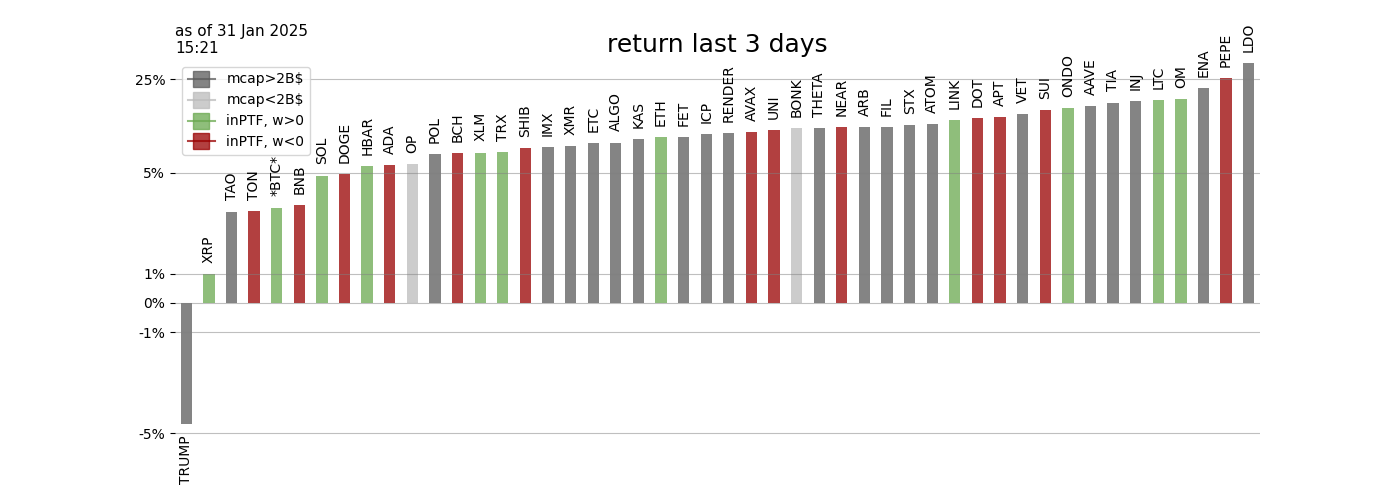 as of 31 Jan 2025
15:21
return last 3 days
mcap>2B$
mcap<2B$
inPTF, w>0
inPTF, w<0
25%
5%
1%
0%
-1%
-5%
TRUMP
XRP
TAO
TON
*BTC*
BNB
SOL
DOGE
HBAR
ADA
OP
POL
BCH
XLM
TRX
SHIB
IMX
XMR
ETC
ALGO
KAS
ETH
FET
ICP
RENDER
AVAX
UNI
BONK
THETA
NEAR
ARB
FIL
STX
ATOM
LINK
DOT
APT
VET
SUI
ONDO
AAVE
TIA
INJ
LTC
OM
ENA
PEPE
LDO